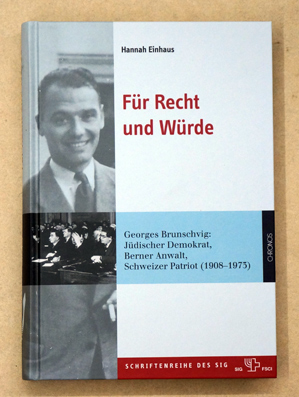 Hannah Einhaus
Für Recht
und Würde
Georges Brunschvig:
Jüdischer Demokrat,
Berner Anwalt,
Schweizer Patriot (1908–1973)
CHRONOS
SCHRIFTENREIHE DES SIG
SIG FSCI